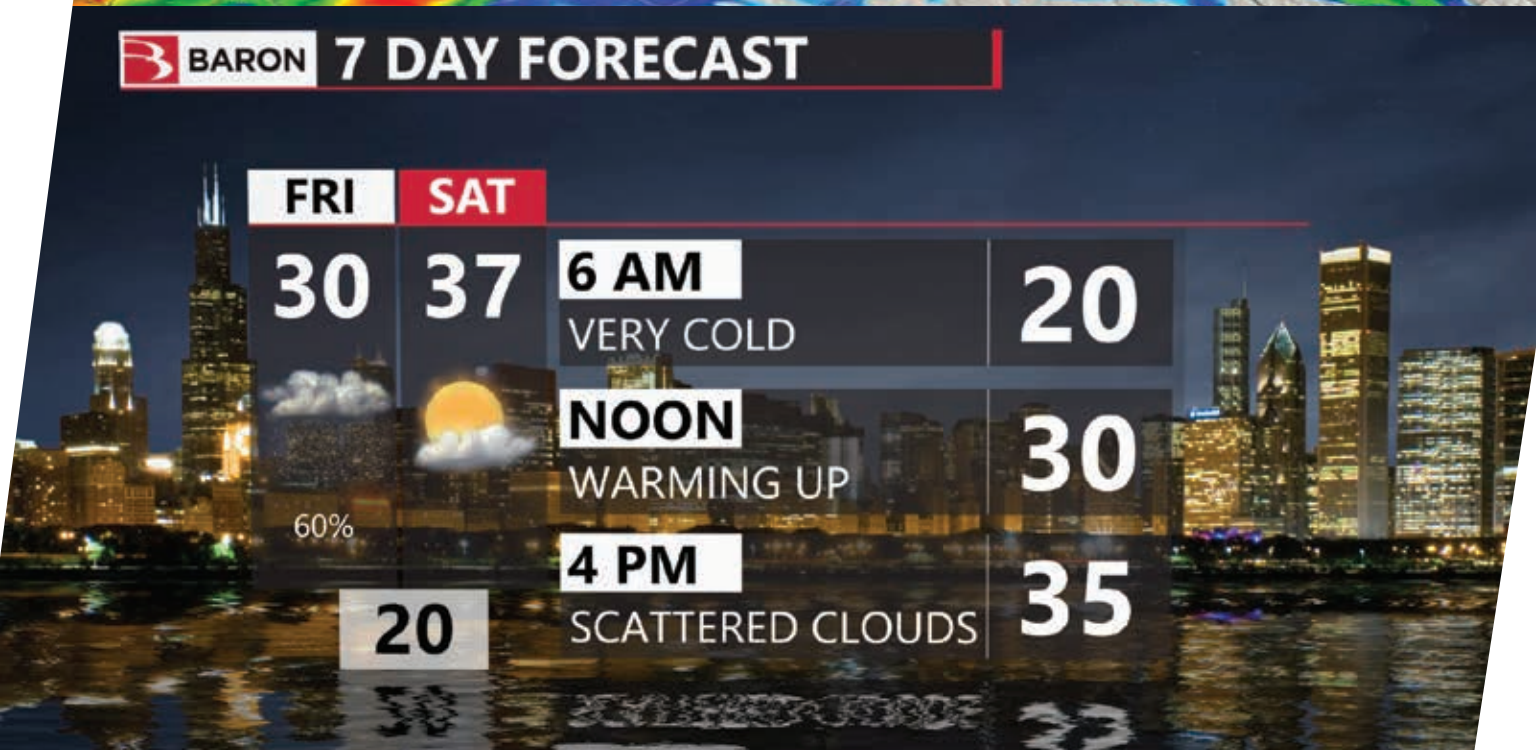 BARON 7 DAY FORECAST
FRI SAT
30 37
6 AM
VERY COLD
20
NOON
WARMING UP
30
60%
4 PM
SCATTERED CLOUDS
35
20